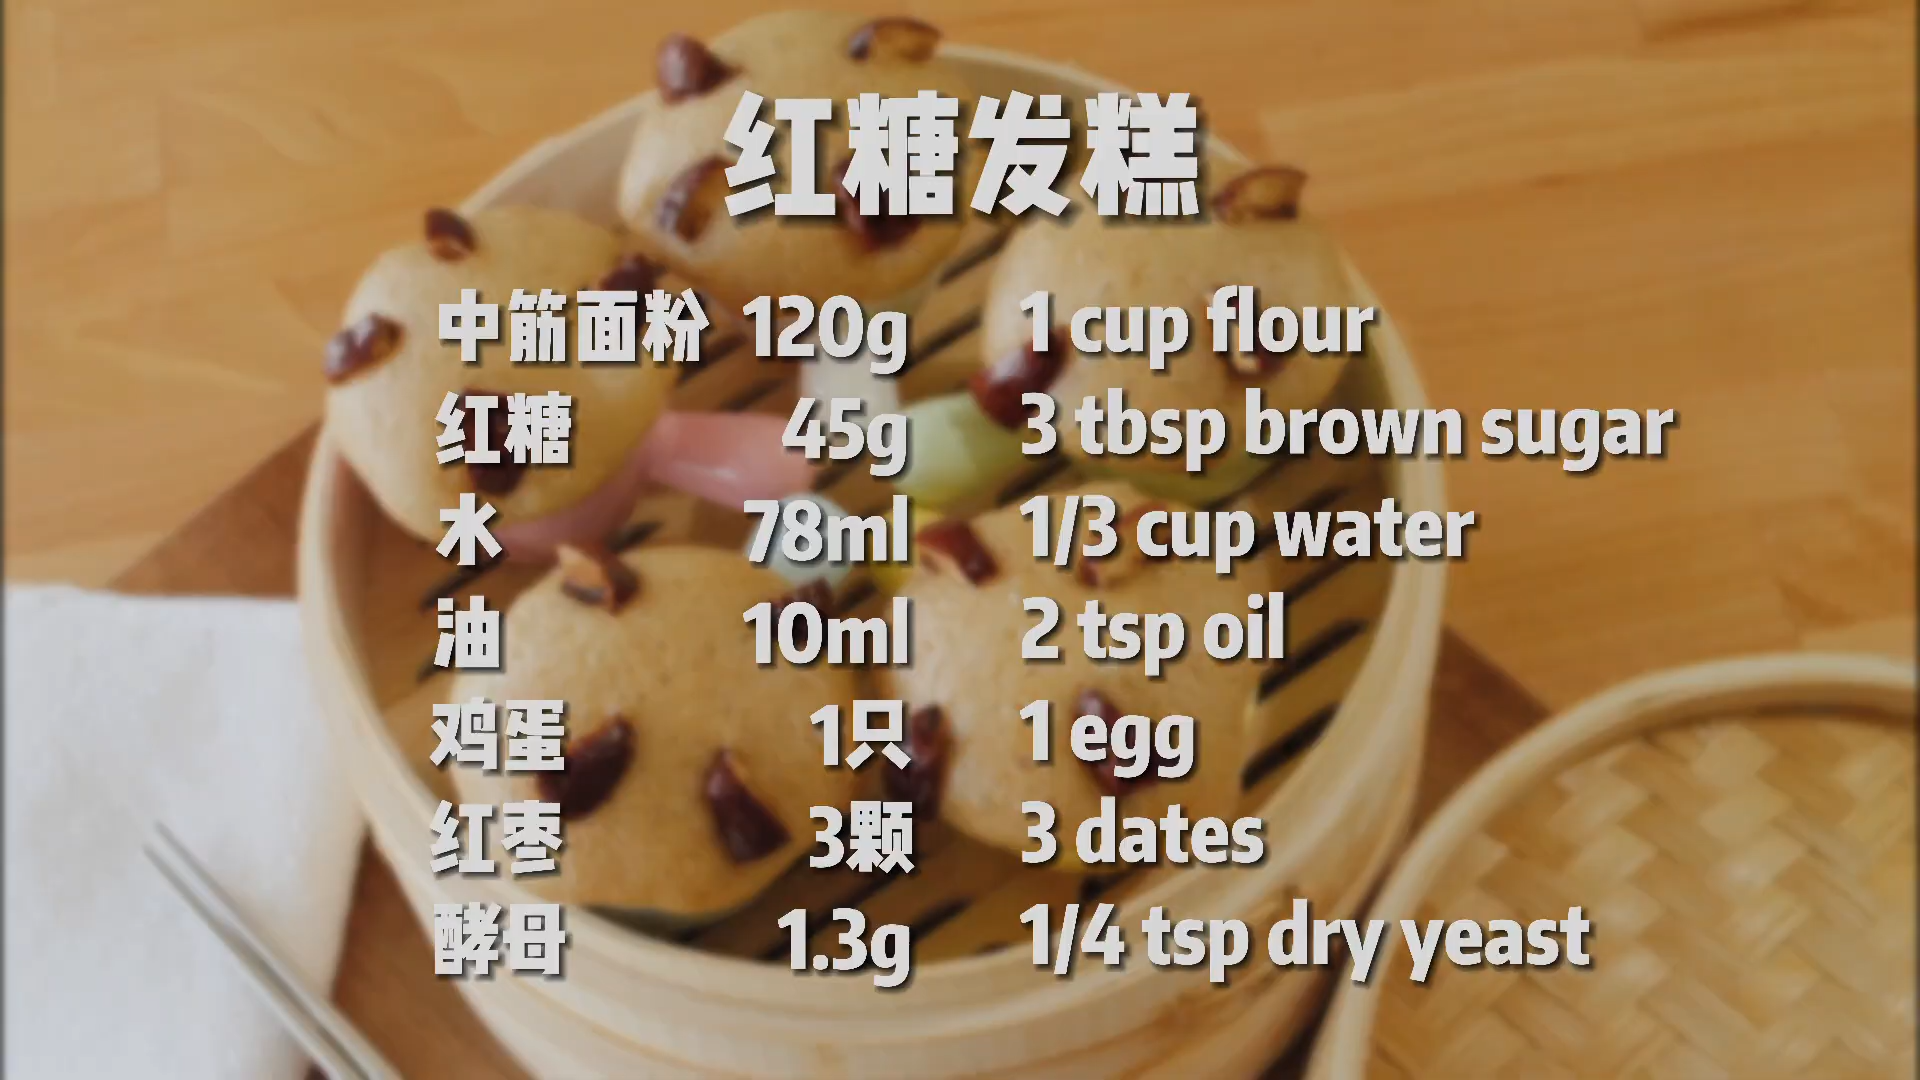 红糖发糕
中筋面粉 120g 1 cup flour
红糖 45g 3 tbsp brown sugar
水 78ml 1/3 cup water
油 10ml 2 tsp oil
鸡蛋 1只 1 egg
红枣 3颗 3 dates
酵母 1.3g 1/4 tsp dry yeast